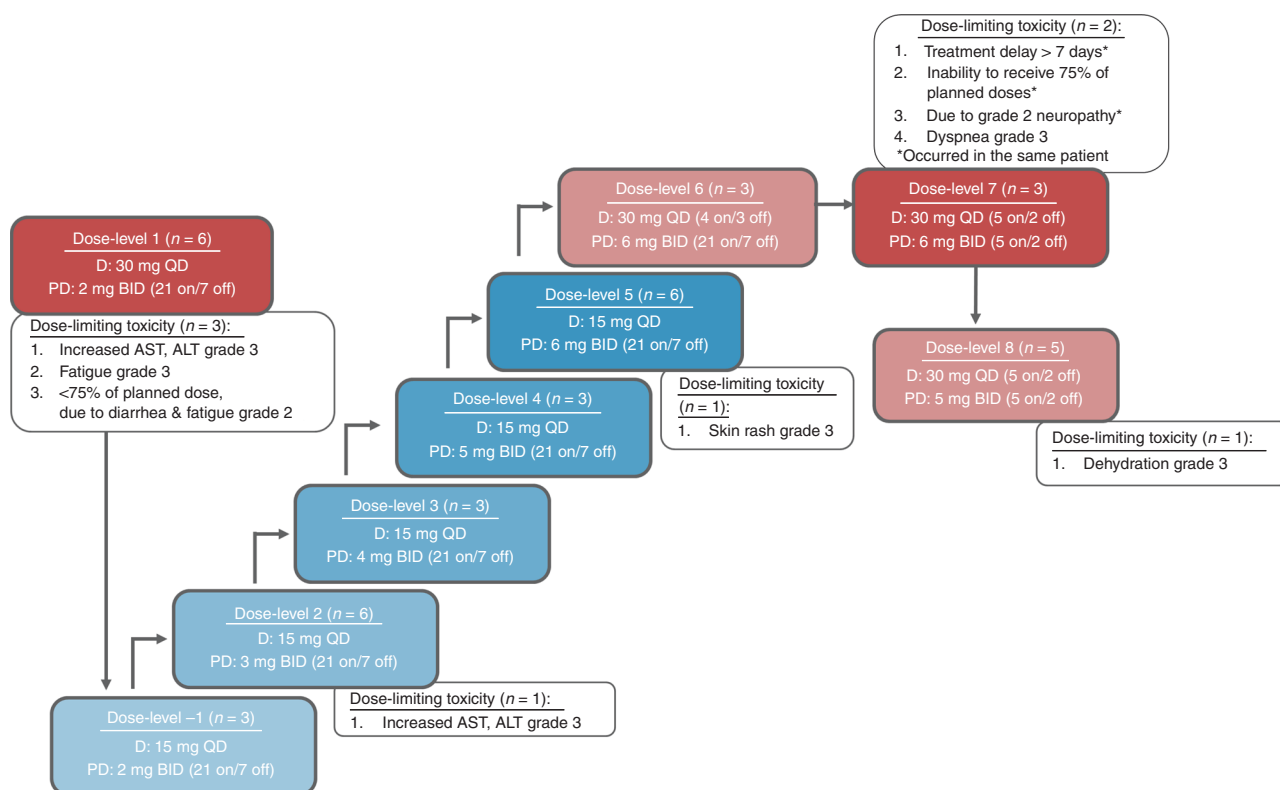 Dose-limiting toxicity (n = 2):
1. Treatment delay > 7 days*
2. Inability to receive 75% of
planned doses*
3. Due to grade 2 neuropathy*
4. Dyspnea grade 3
*Occurred in the same patient
Dose-level 6 (n = 3)
D: 30 mg QD (4 on/3 off)
PD: 6 mg BID (21 on/7 off)
Dose-level 7 (n = 3)
D: 30 mg QD (5 on/2 off)
PD: 6 mg BID (5 on/2 off)
Dose-level 1 (n = 6)
D: 30 mg QD
PD: 2 mg BID (21 on/7 off)
Dose-limiting toxicity (n = 3):
1. Increased AST, ALT grade 3
2. Fatigue grade 3
3. <75% of planned dose,
due to diarrhea & fatigue grade 2
Dose-level 5 (n = 6)
D: 15 mg QD
PD: 6 mg BID (21 on/7 off)
Dose-limiting toxicity
(n = 1):
1. Skin rash grade 3
Dose-level 8 (n = 5)
D: 30 mg QD (5 on/2 off)
PD: 5 mg BID (5 on/2 off)
Dose-limiting toxicity (n = 1):
1. Dehydration grade 3
Dose-level 4 (n = 3)
D: 15 mg QD
PD: 5 mg BID (21 on/7 off)
Dose-level 3 (n = 3)
D: 15 mg QD
PD: 4 mg BID (21 on/7 off)
Dose-level 2 (n = 6)
D: 15 mg QD
PD: 3 mg BID (21 on/7 off)
Dose-limiting toxicity (n = 1):
1. Increased AST, ALT grade 3
Dose-level –1 (n = 3)
D: 15 mg QD
PD: 2 mg BID (21 on/7 off)